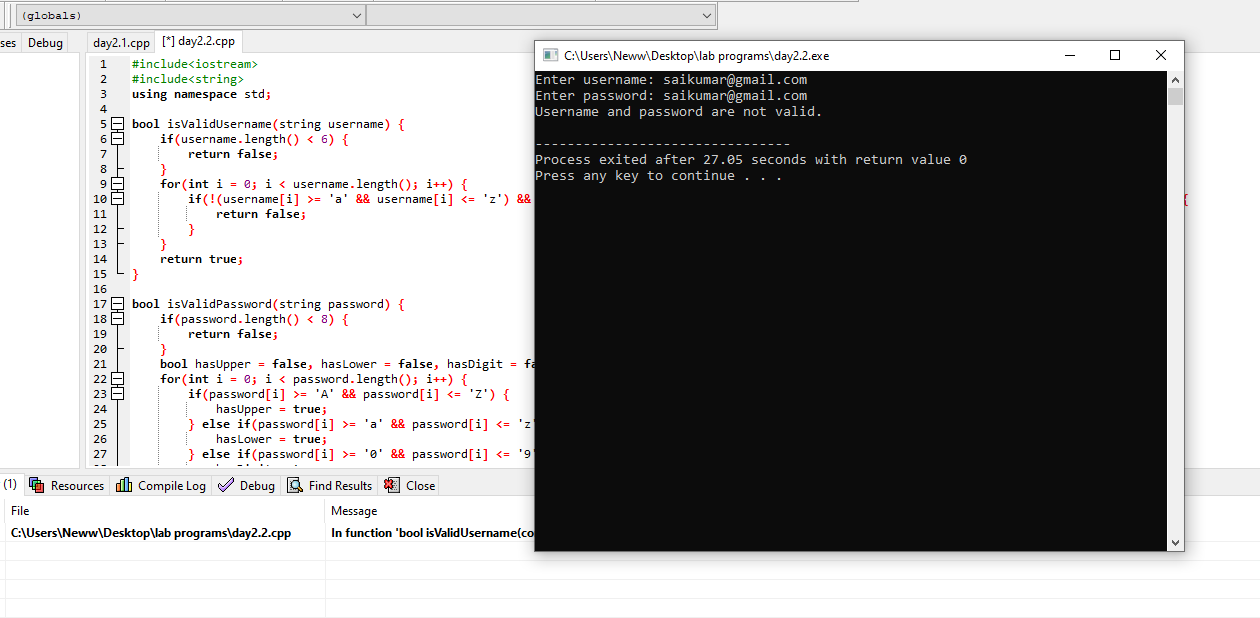 (globals)
ses Debug
day2.1.cpp [*] day2.2.cpp
1 #include<iostream>
2 #include<string>
3 using namespace std;
4
5 bool isValidUsername(string username) {
6 if(username.length() < 6) {
7 return false;
8 }
9 for(int i = 0; i < username.length(); i++) {
10 if(!(username[i] >= 'a' && username[i] <= 'z') && {
11 return false;
12 }
13 }
14 return true;
15 }
16
17 bool isValidPassword(string password) {
18 if(password.length() < 8) {
19 return false;
20 }
21 bool hasUpper = false, hasLower = false, hasDigit = fa
22 for(int i = 0; i < password.length(); i++) {
23 if(password[i] >= 'A' && password[i] <= 'Z') {
24 hasUpper = true;
25 } else if(password[i] >= 'a' && password[i] <= 'z'
26 hasLower = true;
27 } else if(password[i] >= '0' && password[i] <= '9'
C:\Users\Neww\Desktop\lab programs\day2.2.exe
Enter username: saikumar@gmail.com
Enter password: saikumar@gmail.com
Username and password are not valid.
--------------------------------
Process exited after 27.05 seconds with return value 0
Press any key to continue . . .
(1) Resources Compile Log Debug Find Results Close
File Message
C:\Users\Neww\Desktop\lab programs\day2.2.cpp In function 'bool isValidUsername(co